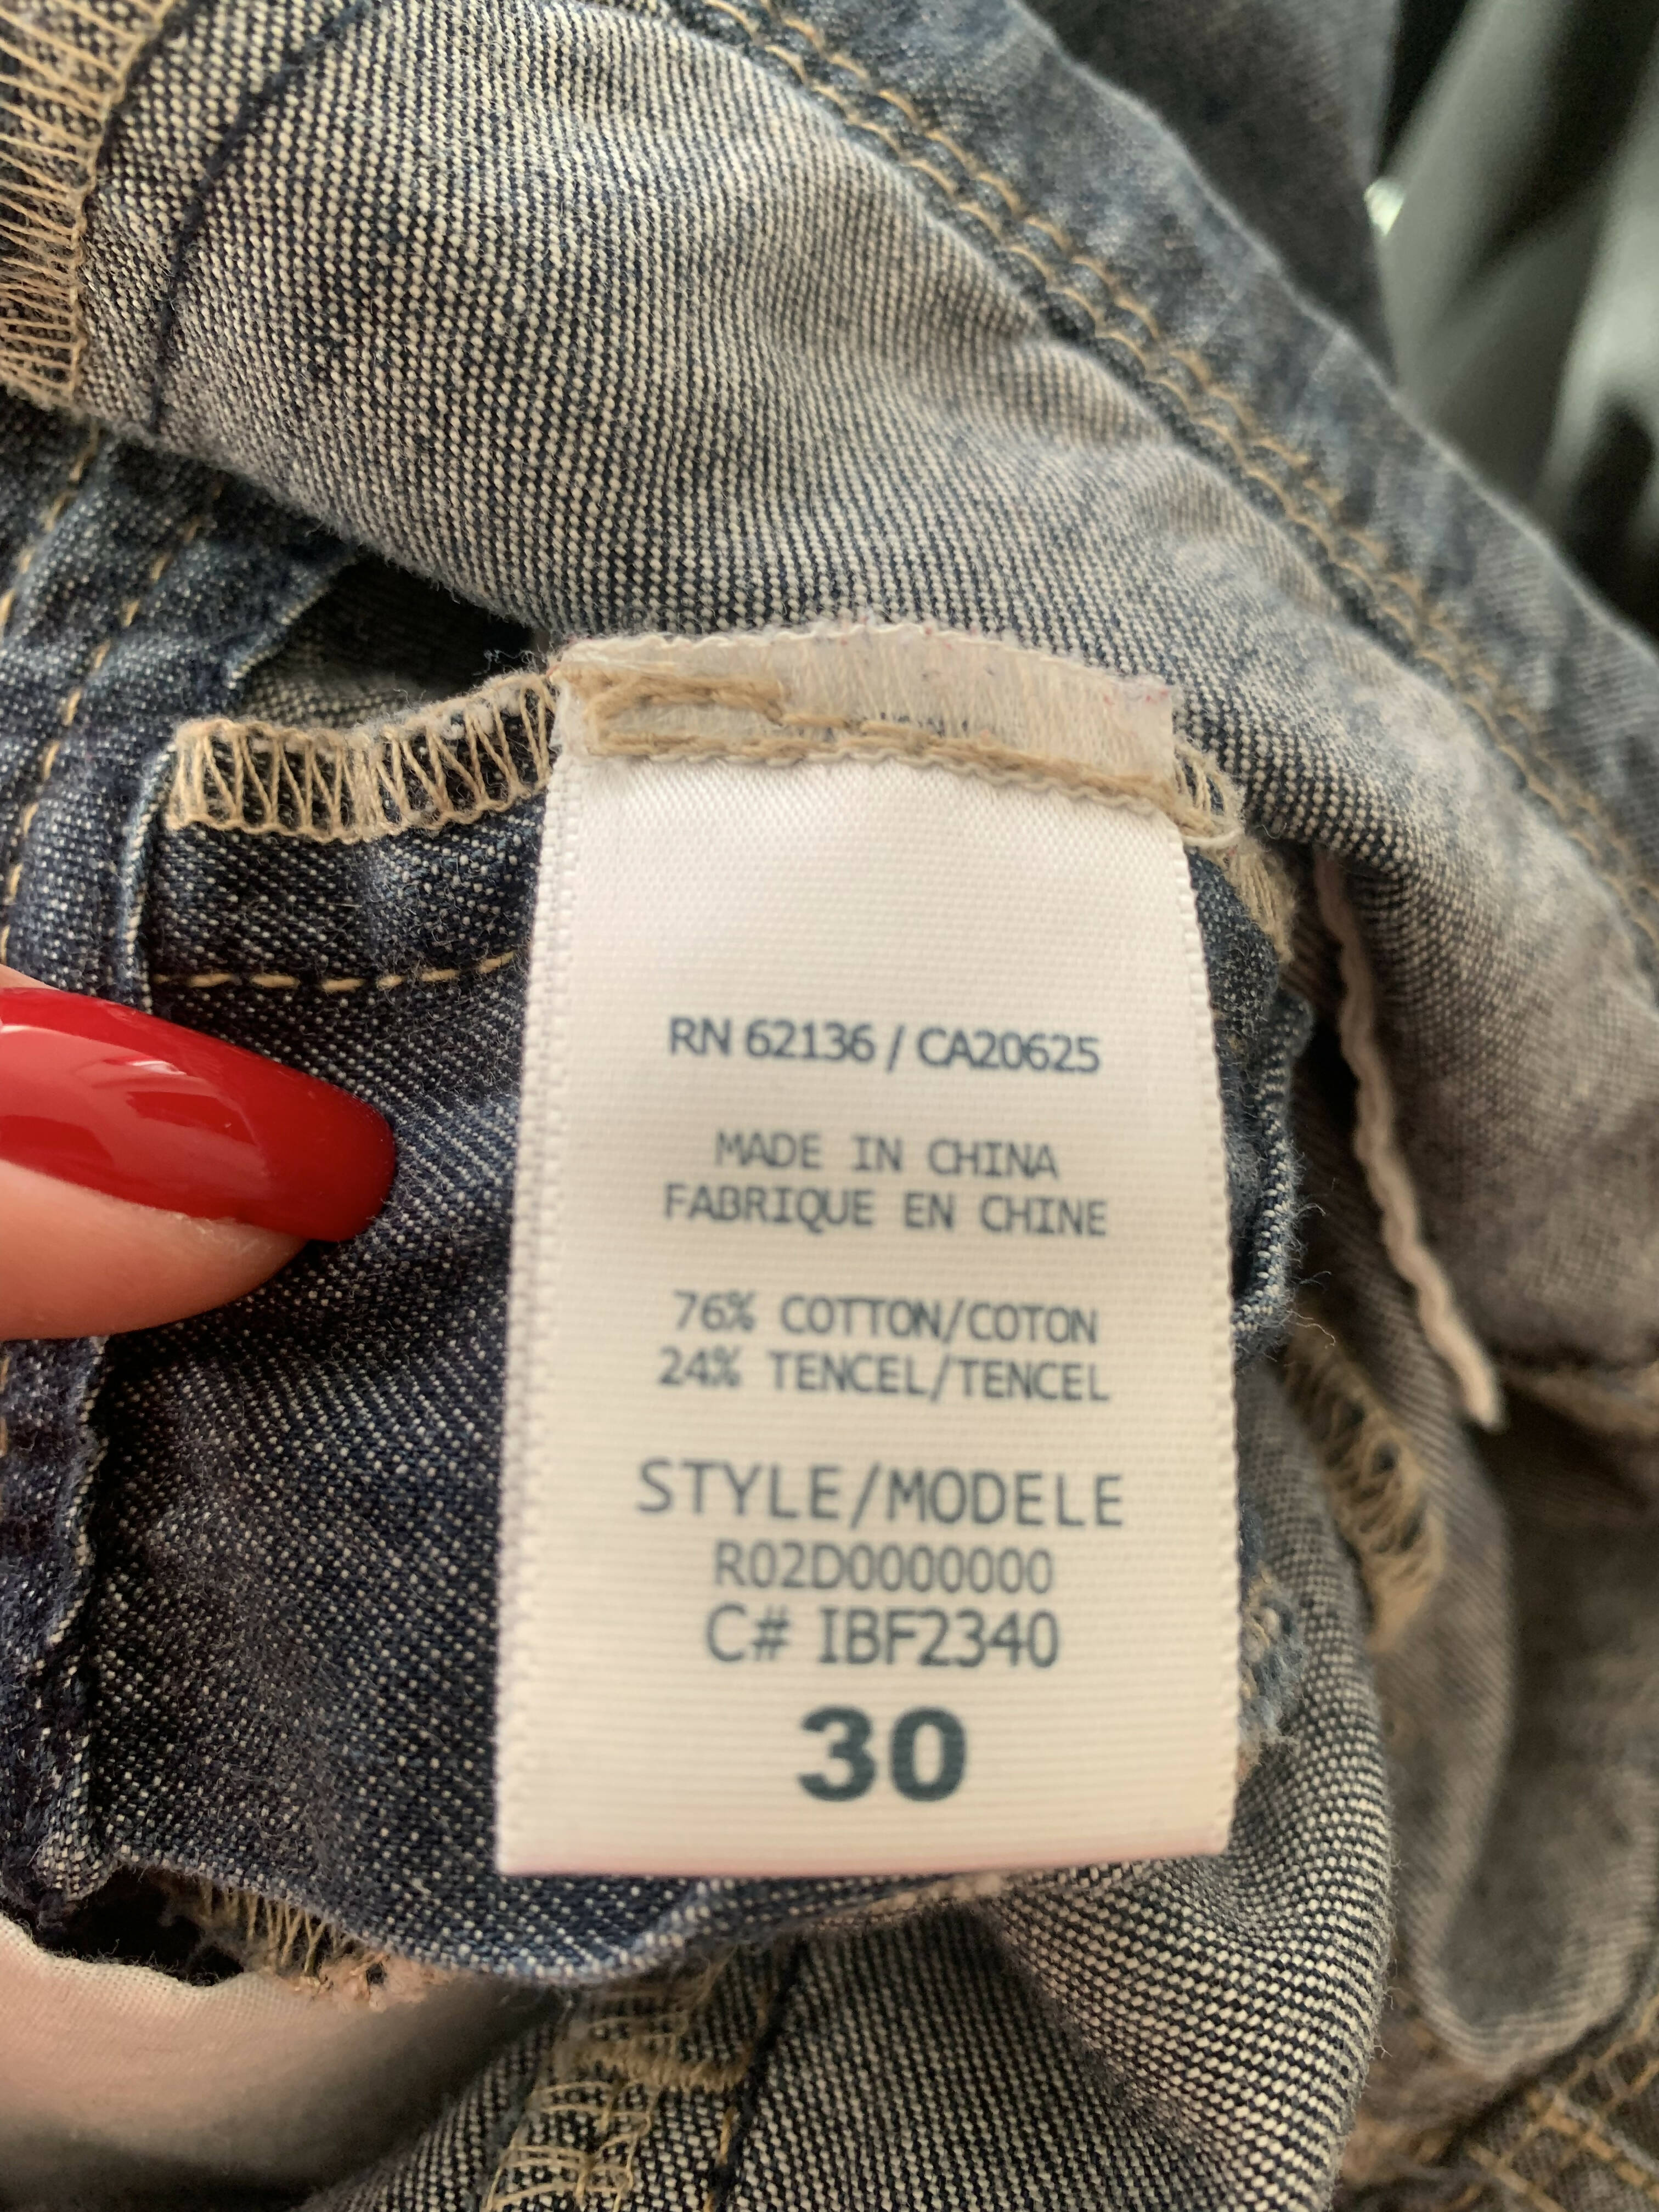 RN 62136 / CA20625
MADE IN CHINA
FABRIQUE EN CHINE
76% COTTON/COTON
24% TENCEL/TENCEL
STYLE/MODELE
R02D0000000
C# IBF2340
30